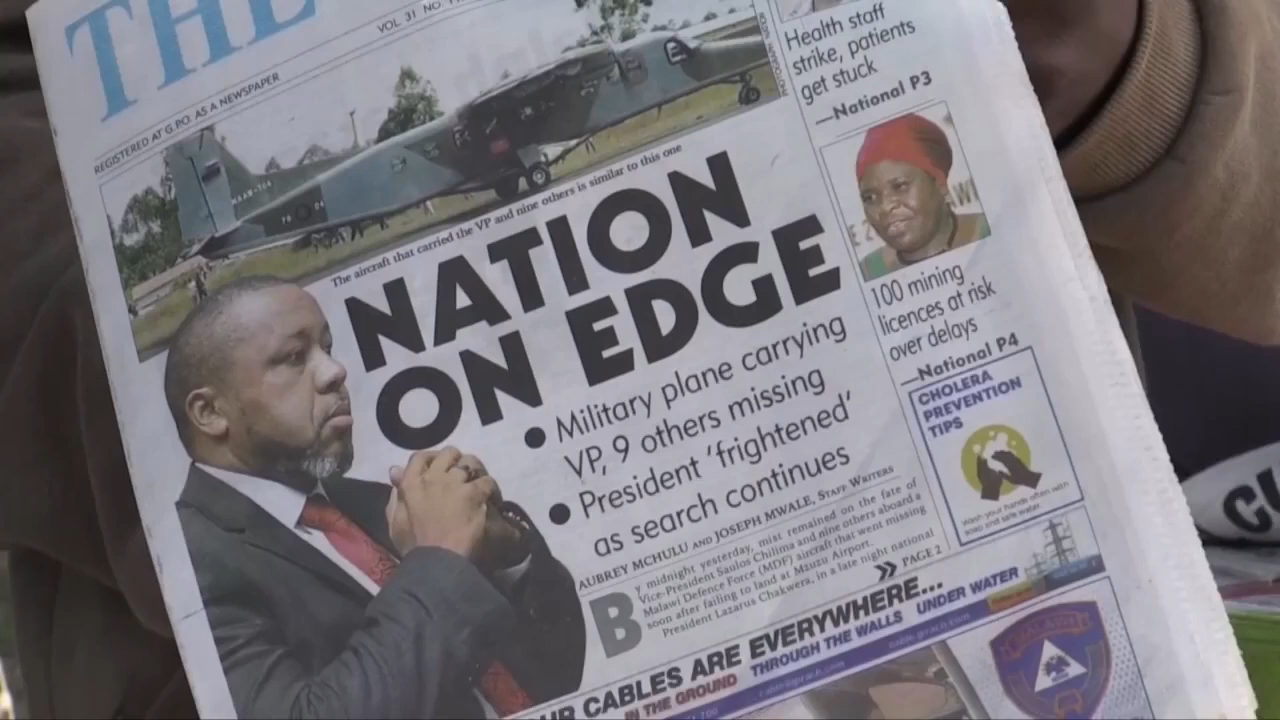 THE
VOL. 31 NO.
REGISTERED AT G.P.O. AS A NEWSPAPER
The aircraft that carried the VP and nine others is similar to this one
NATION
ON EDGE
• Military plane carrying
VP, 9 others missing
• President 'frightened'
as search continues
AUBREY MCHULU AND JOSEPH MWALE, STAFF WRITERS
By midnight yesterday, mist remained on the fate of
Vice-President Saulos Chilima and nine others aboard a
Malawi Defence Force (MDF) aircraft that went missing
soon after failing to land at Mzuzu Airport.
President Lazarus Chakwera, in a late night national
PAGE 2
Health staff
strike, patients
get stuck
—National P3
100 mining
licences at risk
over delays
—National P4
CHOLERA
PREVENTION
TIPS
Wash your hands often with
soap and safe water.
UR CABLES ARE EVERYWHERE...
IN THE GROUND THROUGH THE WALLS UNDER WATER
MALAWI
CU